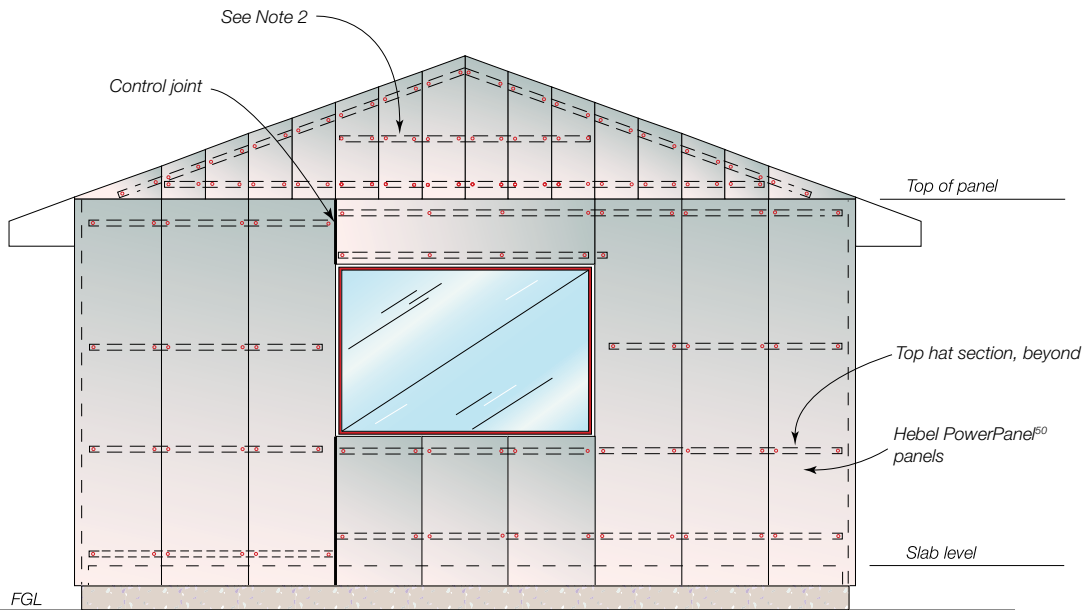 See Note 2
Control joint
Top of panel
Top hat section, beyond
Hebel PowerPanel⁵⁰
panels
Slab level
FGL